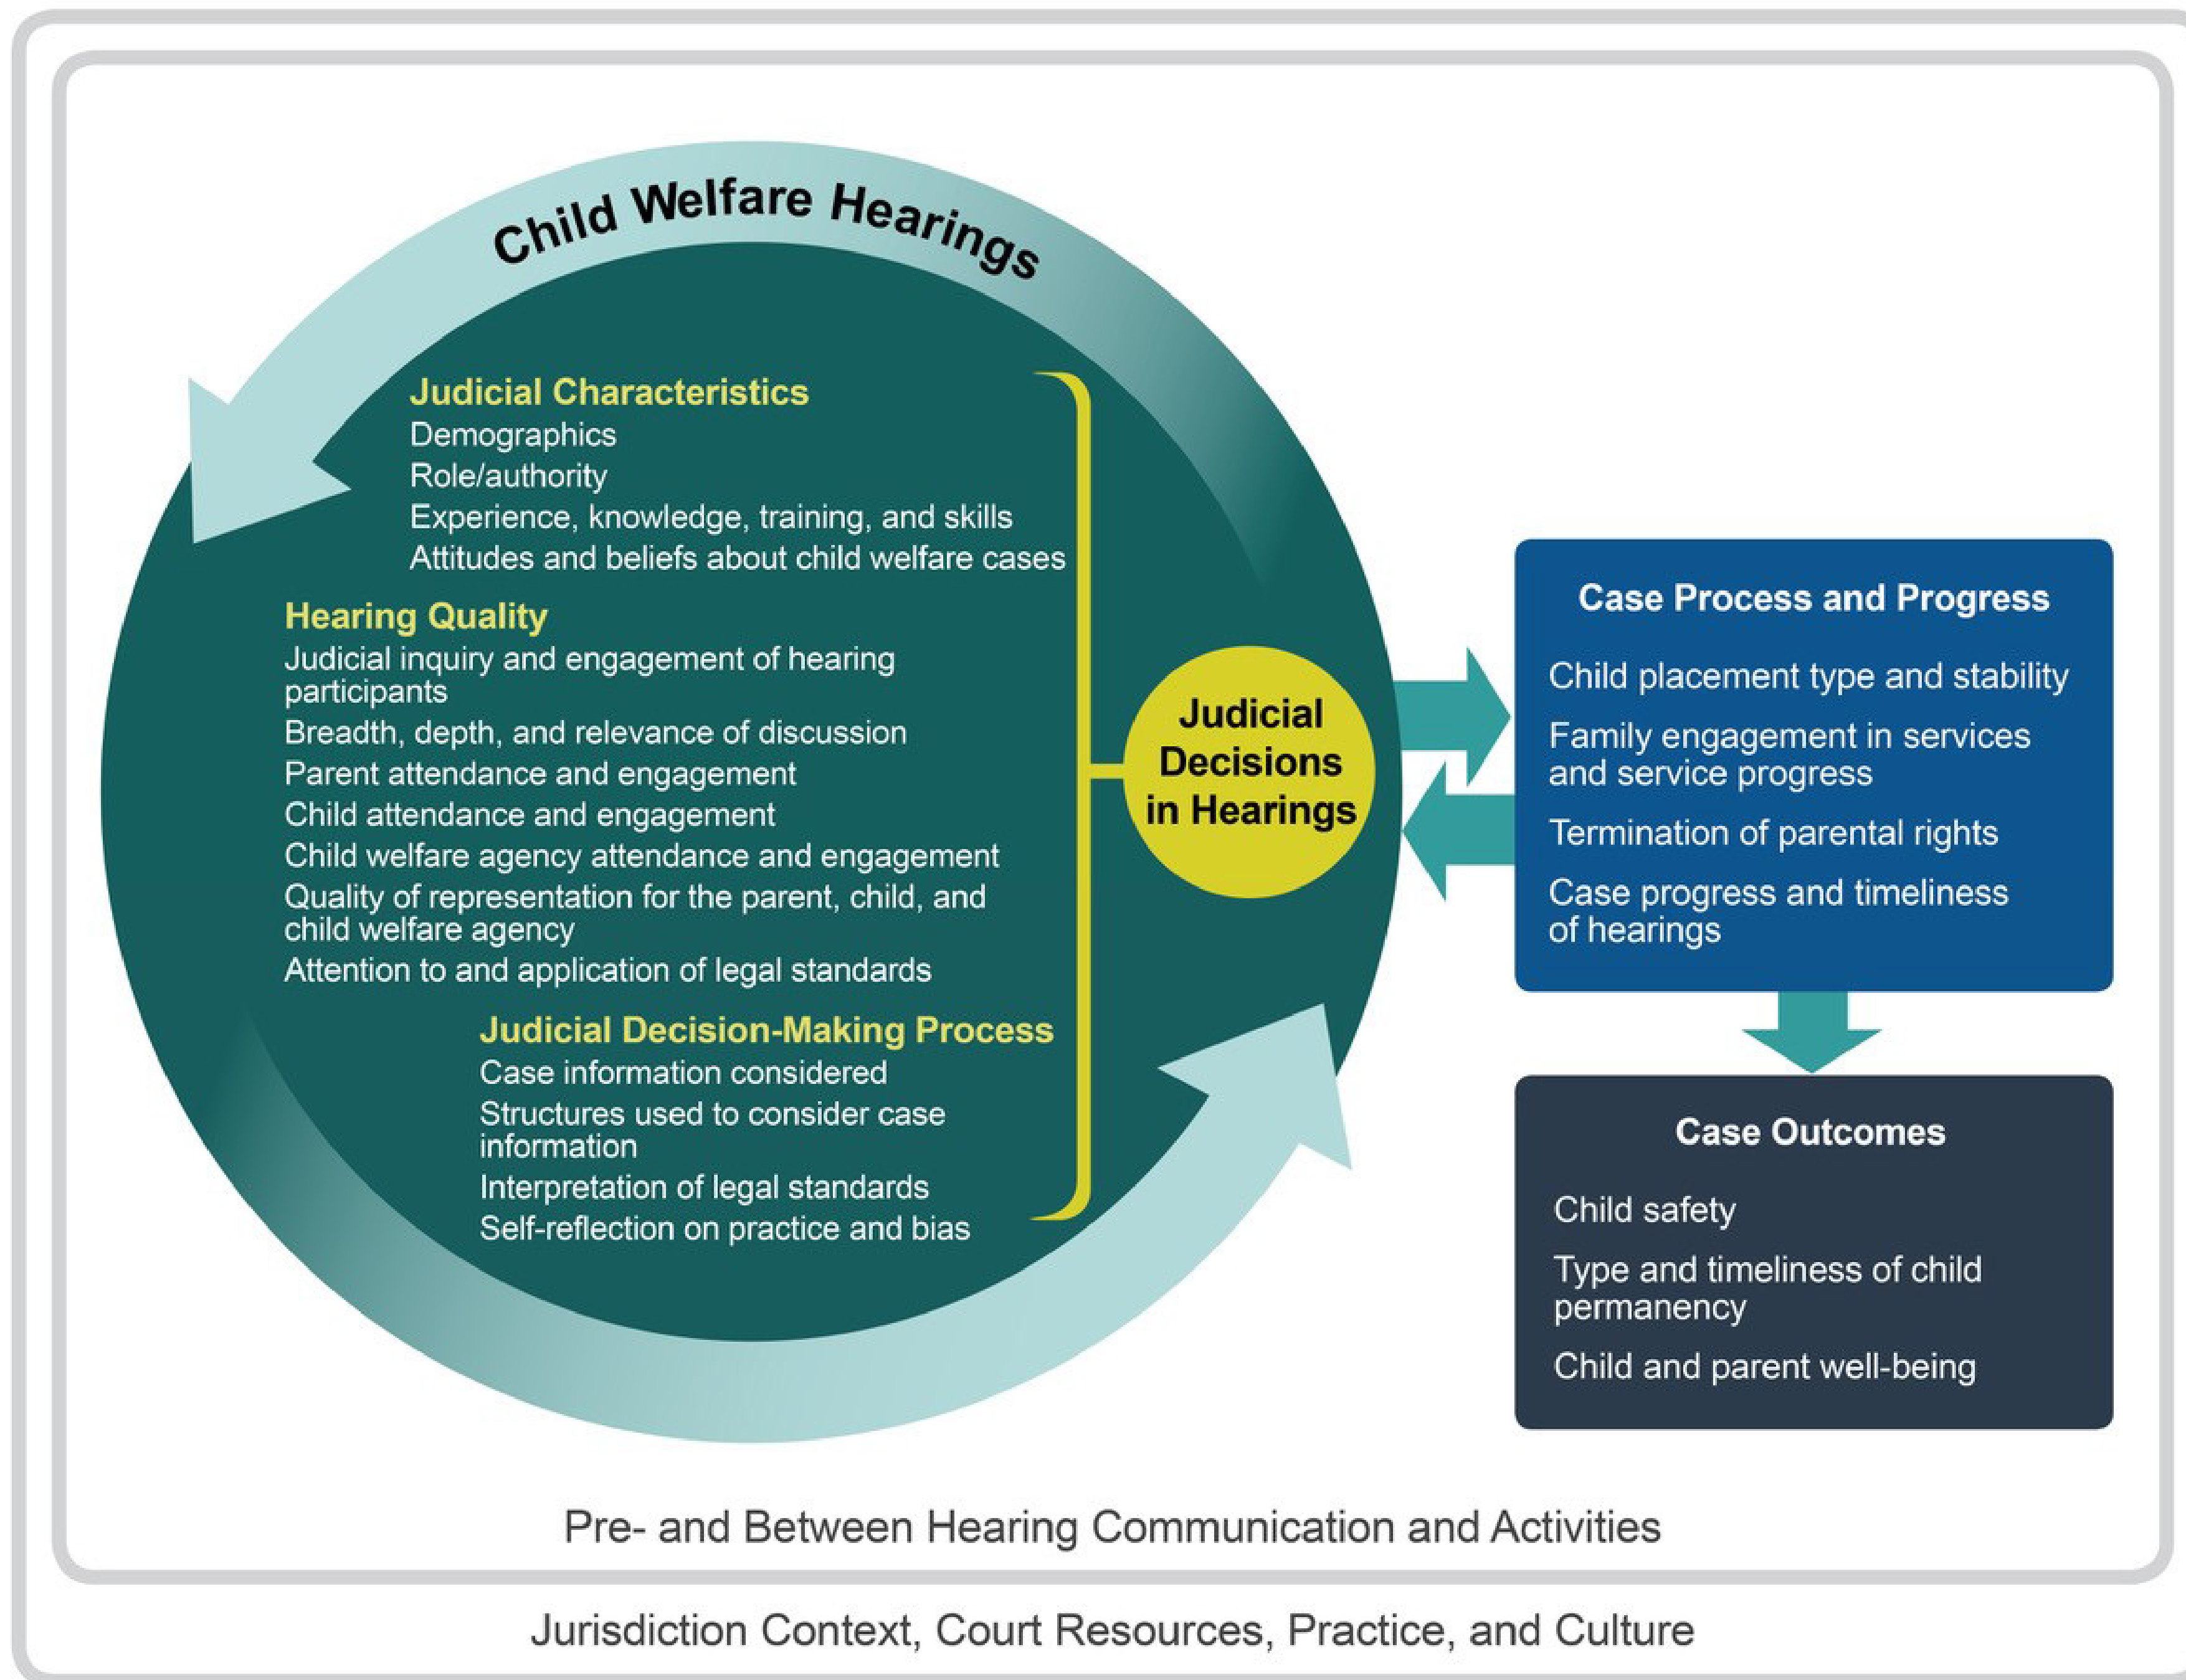 Child Welfare Hearings
Judicial Characteristics
Demographics
Role/authority
Experience, knowledge, training, and skills
Attitudes and beliefs about child welfare cases
Hearing Quality
Judicial inquiry and engagement of hearing
participants
Breadth, depth, and relevance of discussion
Parent attendance and engagement
Child attendance and engagement
Child welfare agency attendance and engagement
Quality of representation for the parent, child, and
child welfare agency
Attention to and application of legal standards
Judicial Decision-Making Process
Case information considered
Structures used to consider case
information
Interpretation of legal standards
Self-reflection on practice and bias
Judicial
Decisions
in Hearings
Case Process and Progress
Child placement type and stability
Family engagement in services
and service progress
Termination of parental rights
Case progress and timeliness
of hearings
Case Outcomes
Child safety
Type and timeliness of child
permanency
Child and parent well-being
Pre- and Between Hearing Communication and Activities
Jurisdiction Context, Court Resources, Practice, and Culture